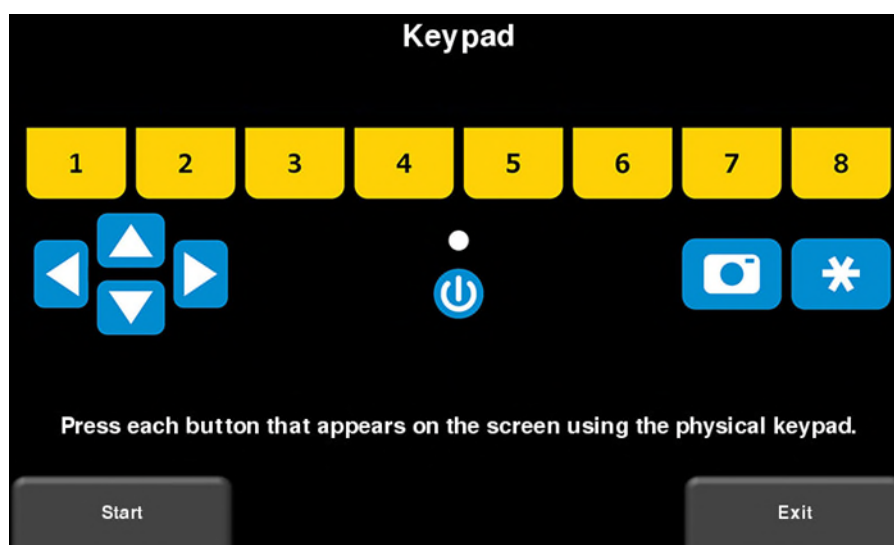 Keypad
1 2 3 4 5 6 7 8
Press each button that appears on the screen using the physical keypad.
Start Exit